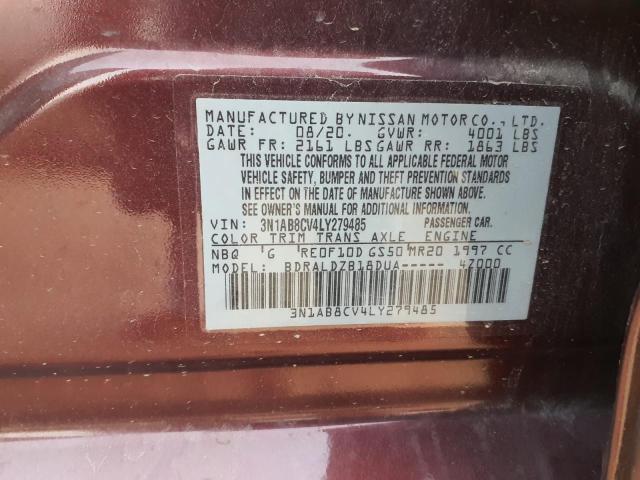 MANUFACTURED BY NISSAN MOTOR CO., LTD.
DATE: 08/20. GVWR: 4001 LBS
GAWR FR: 2161 LBS GAWR RR: 1863 LBS
THIS VEHICLE CONFORMS TO ALL APPLICABLE FEDERAL MOTOR
VEHICLE SAFETY, BUMPER AND THEFT PREVENTION STANDARDS
IN EFFECT ON THE DATE OF MANUFACTURE SHOWN ABOVE.
SEE OWNER'S MANUAL FOR ADDITIONAL INFORMATION.
VIN: 3N1AB8CV4LY279485 PASSENGER CAR.
COLOR TRIM TRANS AXLE ENGINE
NBQ G RE0F10D GS50 MR20 1997 CC
MODEL: BDRALDZB18DUA----- 47000
3N1AB8CV4LY279485